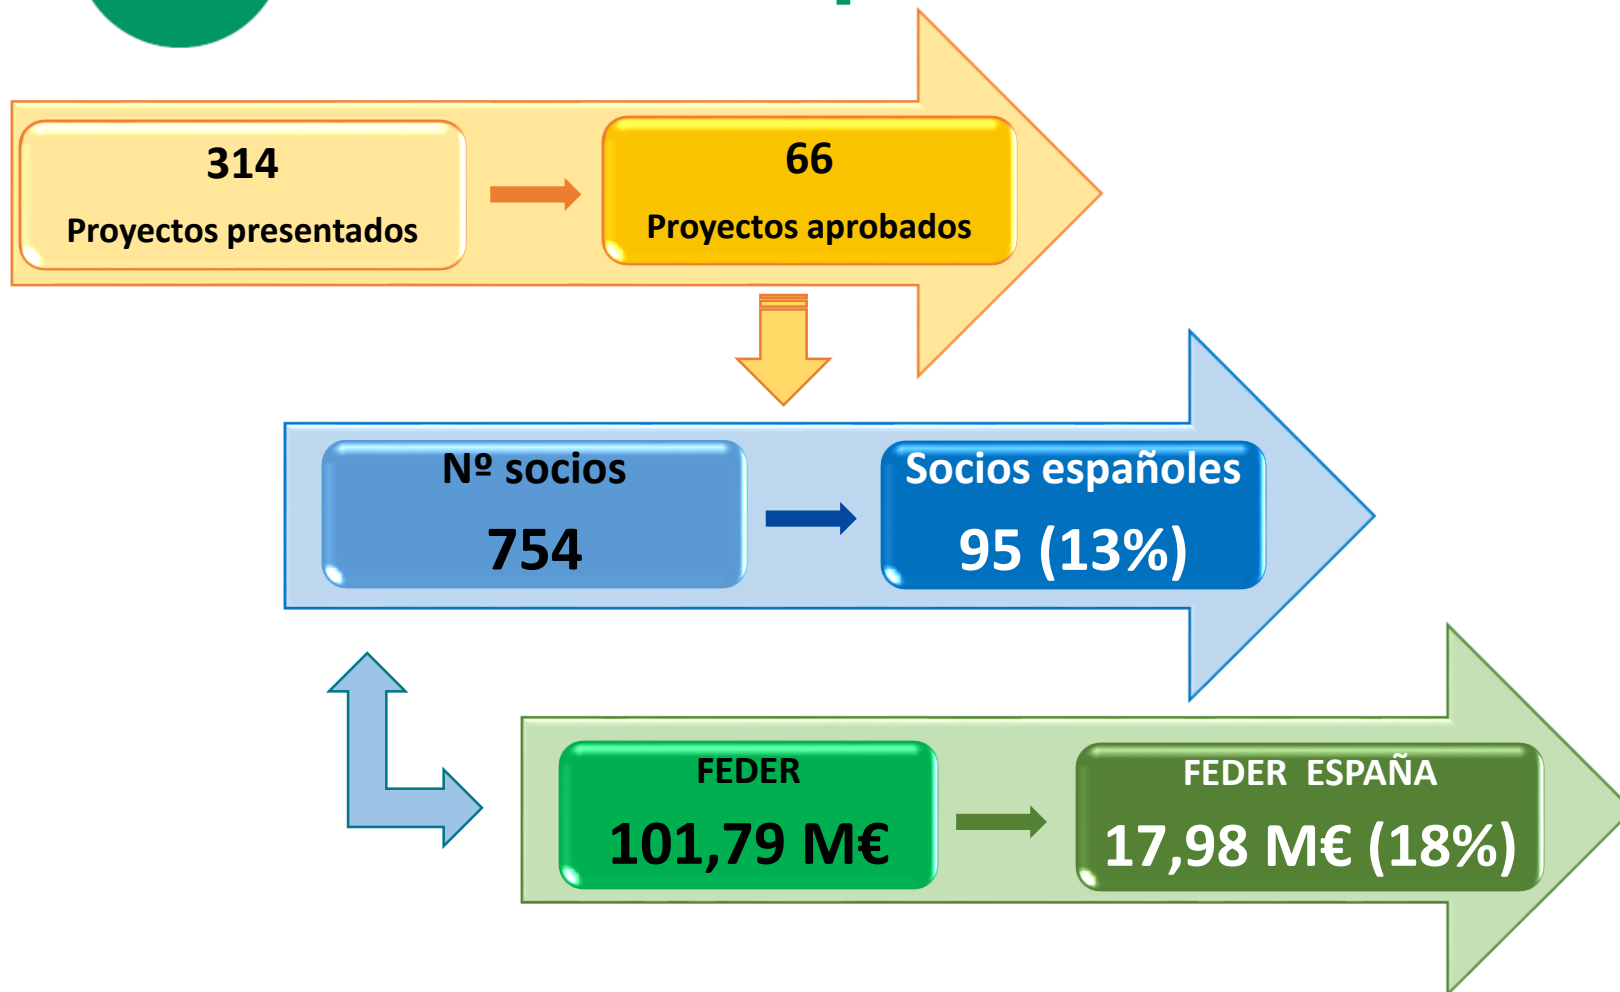 314
Proyectos presentados
66
Proyectos aprobados
Nº socios
754
Socios españoles
95 (13%)
FEDER
101,79 M€
FEDER ESPAÑA
17,98 M€ (18%)